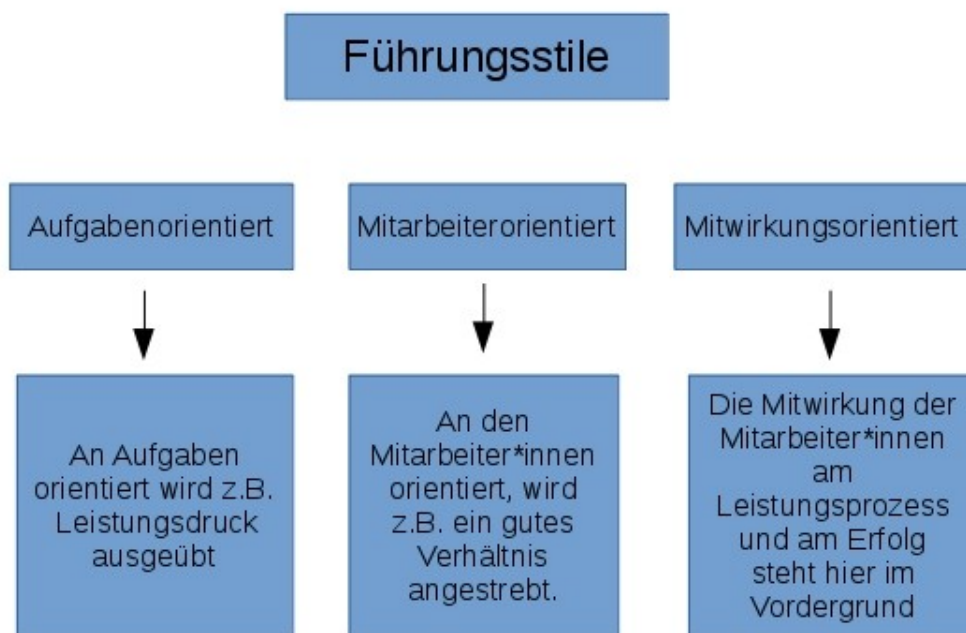 Führungsstile
Aufgabenorientiert
Mitarbeiterorientiert
Mitwirkungsorientiert
An Aufgaben
orientiert wird z.B.
Leistungsdruck
ausgeübt
An den
Mitarbeiter*innen
orientiert, wird
z.B. ein gutes
Verhältnis
angestrebt.
Die Mitwirkung der
Mitarbeiter*innen
am
Leistungsprozess
und am Erfolg
steht hier im
Vordergrund